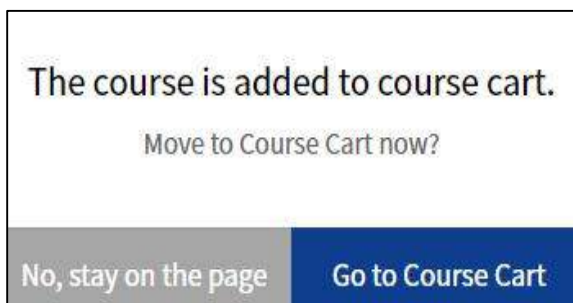 The course is added to course cart.
Move to Course Cart now?
No, stay on the page
Go to Course Cart